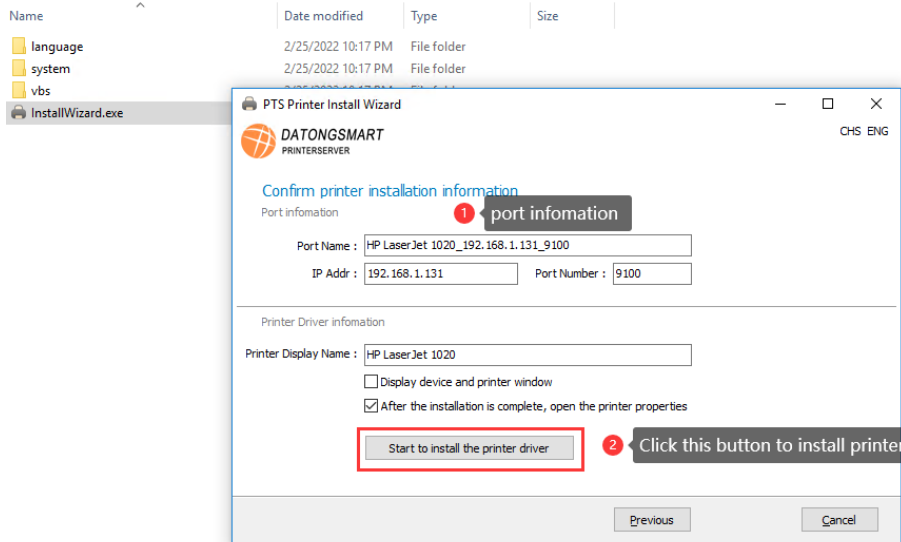 Name Date modified Type Size
language 2/25/2022 10:17 PM File folder
system 2/25/2022 10:17 PM File folder
vbs
InstallWizard.exe
PTS Printer Install Wizard
DATONGSMART
PRINTERSERVER
CHS ENG
Confirm printer installation information
Port infomation
1 port infomation
Port Name : HP LaserJet 1020_192.168.1.131_9100
IP Addr : 192.168.1.131 Port Number : 9100
Printer Driver infomation
Printer Display Name : HP LaserJet 1020
Display device and printer window
After the installation is complete, open the printer properties
Start to install the printer driver
2 Click this button to install printe
Previous Cancel